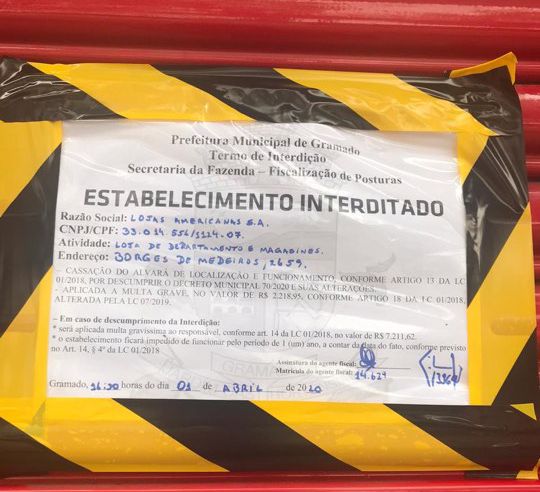 Prefeitura Municipal de Gramado
Termo de Interdição
Secretaria da Fazenda – Fiscalização de Posturas
ESTABELECIMENTO INTERDITADO
Razão Social: LOJAS AMERICANAS S.A.
CNPJ/CPF: 33.014.556/1124-07.
Atividade: LOJA DE DEPARTAMENTO E MAGAZINES.
Endereço: BORGES DE MEDEIROS, 2659.
– CASSAÇÃO DO ALVARÁ DE LOCALIZAÇÃO E FUNCIONAMENTO, CONFORME ARTIGO 13 DA LC
01/2018, POR DESCUMPRIR O DECRETO MUNICIPAL 70/2020 E SUAS ALTERAÇÕES.
- APLICADA A MULTA GRAVE, NO VALOR DE R$ 2.218,95, CONFORME ARTIGO 18 DA LC 01/2018,
ALTERADA PELA LC 07/2019.
– Em caso de descumprimento da Interdição:
* será aplicada multa gravíssima ao responsável, conforme art. 14 da LC 01/2018, no valor de R$ 7.211,62.
* o estabelecimento ficará impedido de funcionar pelo período de 1 (um) ano, a contar da data do fato, conforme previsto
no Art. 14, § 4º da LC 01/2018
Assinatura do agente fiscal:
Matrícula do agente fiscal: 14.624
Gramado, 16:30 horas do dia 01 de ABRIL de 2020